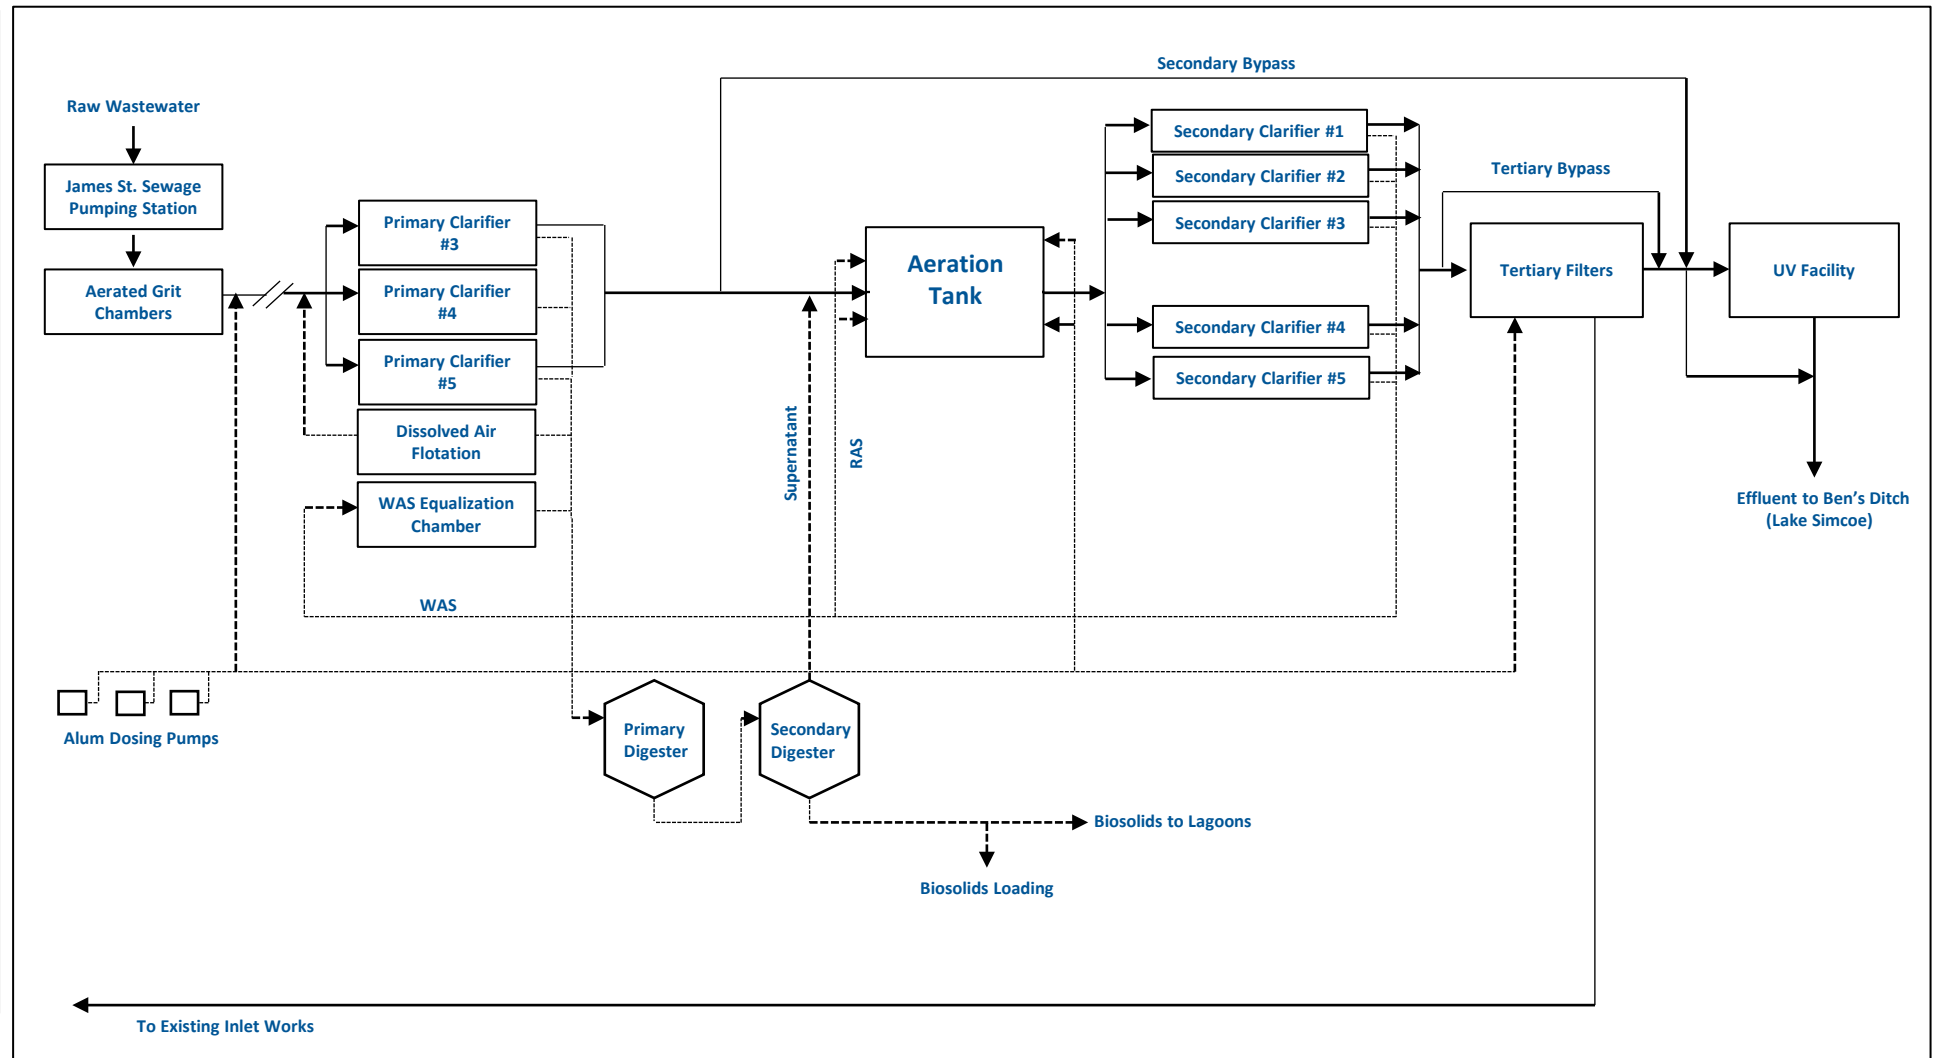 Secondary Bypass
Raw Wastewater
James St. Sewage
Pumping Station
Aerated Grit
Chambers
Primary Clarifier
#3
Primary Clarifier
#4
Primary Clarifier
#5
Dissolved Air
Flotation
WAS Equalization
Chamber
WAS
Supernatant
RAS
Aeration
Tank
Secondary Clarifier #1
Secondary Clarifier #2
Secondary Clarifier #3
Secondary Clarifier #4
Secondary Clarifier #5
Tertiary Bypass
Tertiary Filters
UV Facility
Effluent to Ben’s Ditch
(Lake Simcoe)
Alum Dosing Pumps
Primary
Digester
Secondary
Digester
Biosolids to Lagoons
Biosolids Loading
To Existing Inlet Works